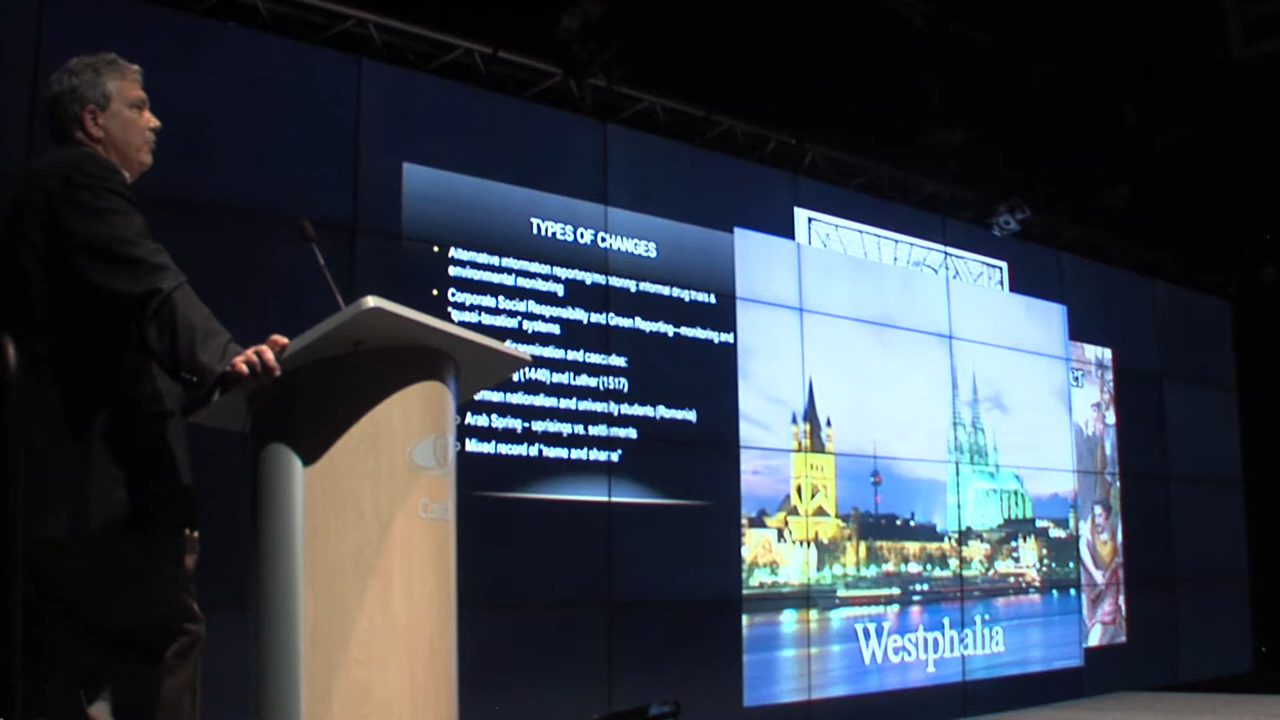 TYPES OF CHANGES
Alternative information reporting/monitoring: informal drug trials &
environmental monitoring
Corporate Social Responsibility and Green Reporting—monitoring and
"quasi-taxation" systems
dissemination and cascades:
(1440) and Luther (1517)
nationalism and university students (Romania)
Arab Spring – uprisings vs. settlements
Mixed record of "name and shame"
er
Westphalia